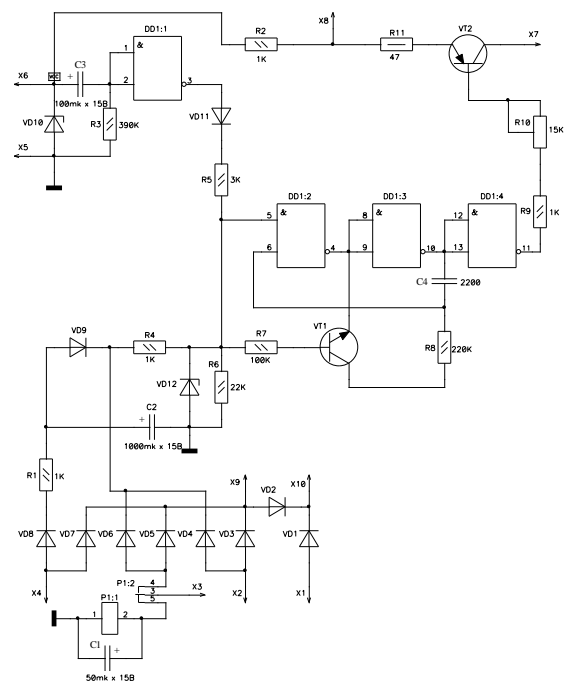 X8
DD1:1
R2
R11
VT2
X7
&
1
1K
47
X6
VCC
C3
+
2
3
100mk x 15B
R10
15K
VD10
R3
390K
VD11
X5
R5
3K
DD1:2
DD1:3
DD1:4
R9
1K
5
&
8
&
12
&
6
4
9
10
13
11
C4
2200
VD9
R4
R7
VT1
R8
220K
1K
100K
R6
22K
VD12
C2
+
1000mk x 15B
R1
1K
X9
VD2
X10
VD8
VD7
VD6
VD5
VD4
VD3
VD1
P1:2
4
3
5
X3
X4
X2
X1
P1:1
1
2
C1
+
50mk x 15B